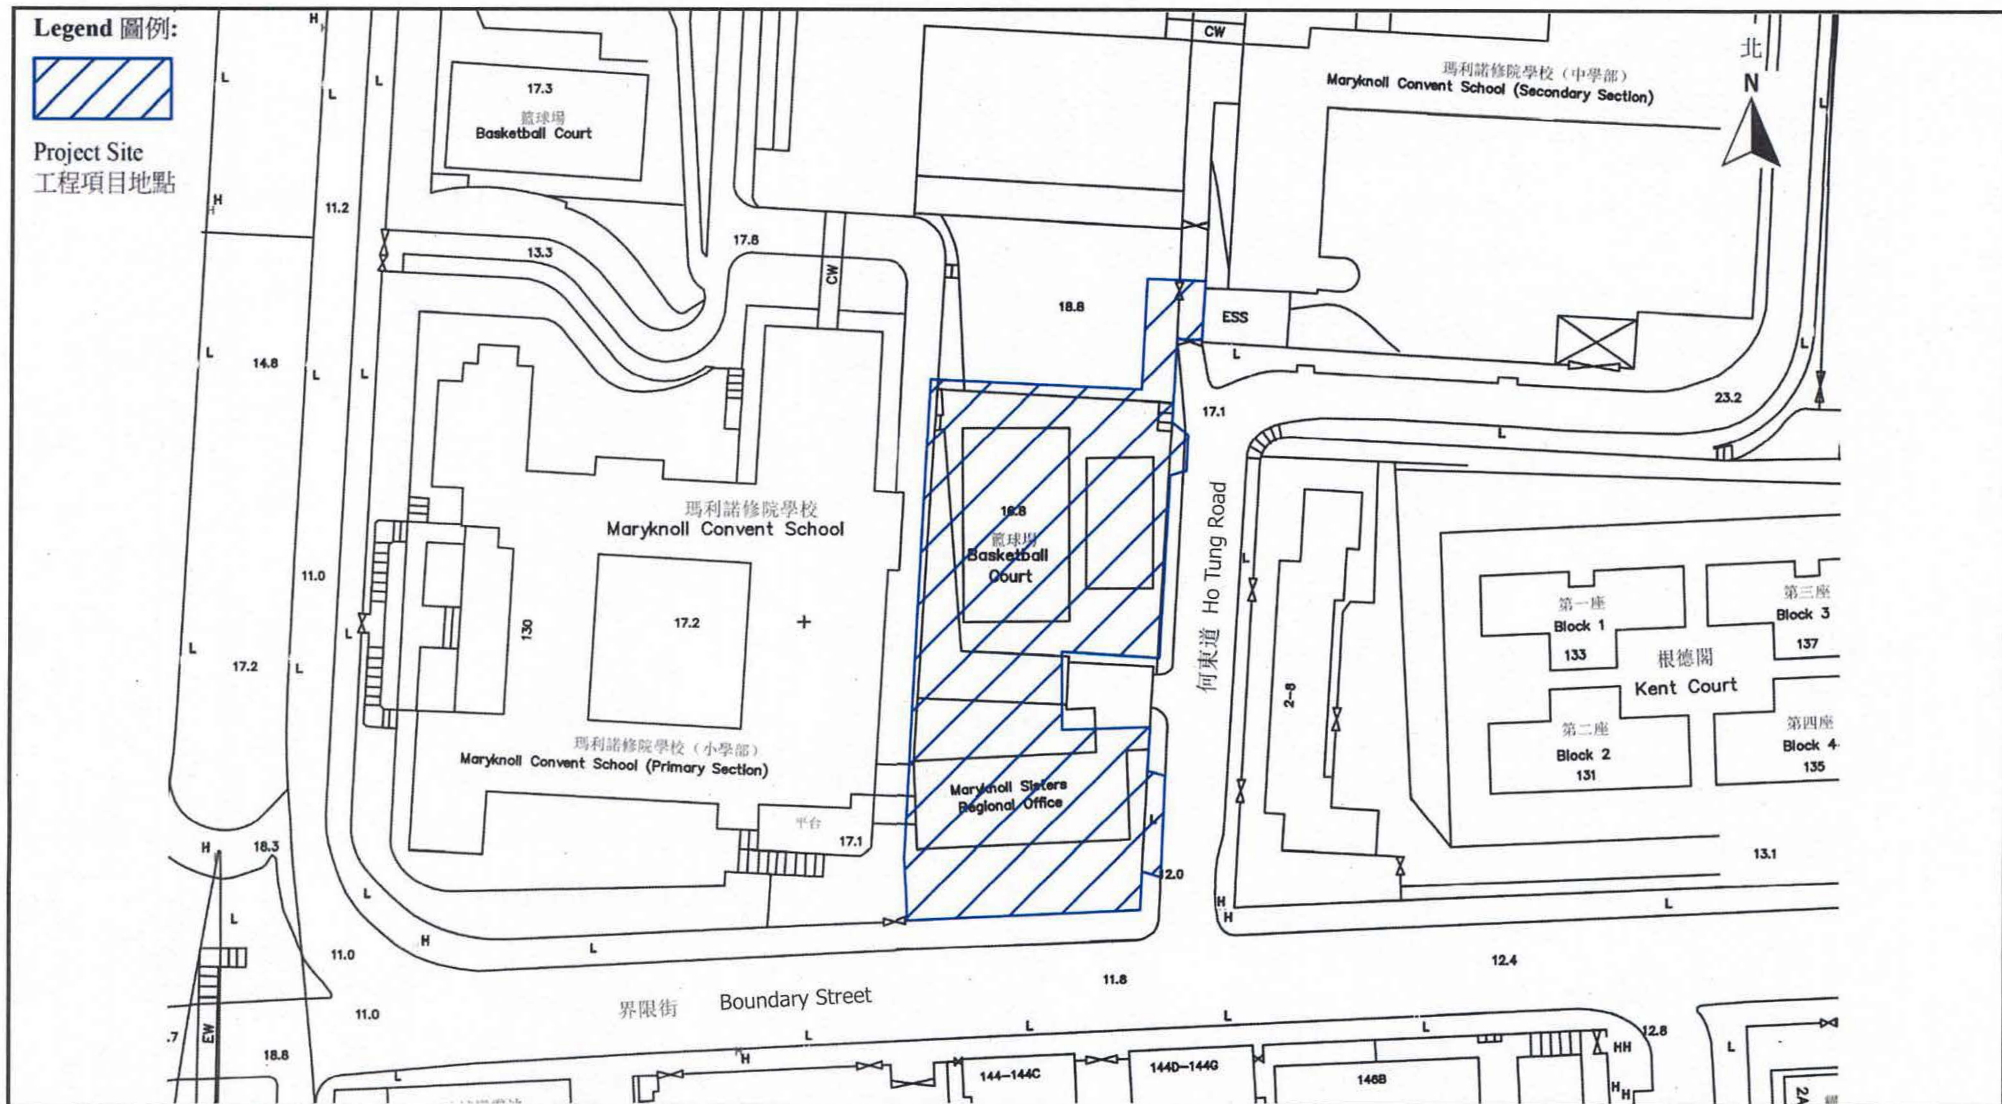 Legend 圖例:
Project Site
工程項目地點
H
L
L
L
L
17.3
籃球場
Basketball Court
CW
瑪利諾修院學校（中學部）
Maryknoll Convent School (Secondary Section)
北
N
L
H
H
11.2
13.3
17.8
CW
18.8
ESS
L
L
L
14.8
L
L
17.1
23.2
L
瑪利諾修院學校
Maryknoll Convent School
16.8
籃球場
Basketball
Court
何東道 Ho Tung Road
L
11.0
130
17.2
L
L
17.2
L
第一座
Block 1
133
第三座
Block 3
137
根德閣
Kent Court
2-8
第二座
Block 2
131
第四座
Block 4
135
瑪利諾修院學校（小學部）
Maryknoll Convent School (Primary Section)
Maryknoll Sisters
Regional Office
平台
17.1
L
12.0
13.1
H
18.3
L
L
H
L
H
H
L
11.0
12.4
11.8
界限街 Boundary Street
11.0
.7
EW
18.8
L
H
L
L
L
L
12.8
HH
L
144-144C
144D-144G
146B
H
H
2A